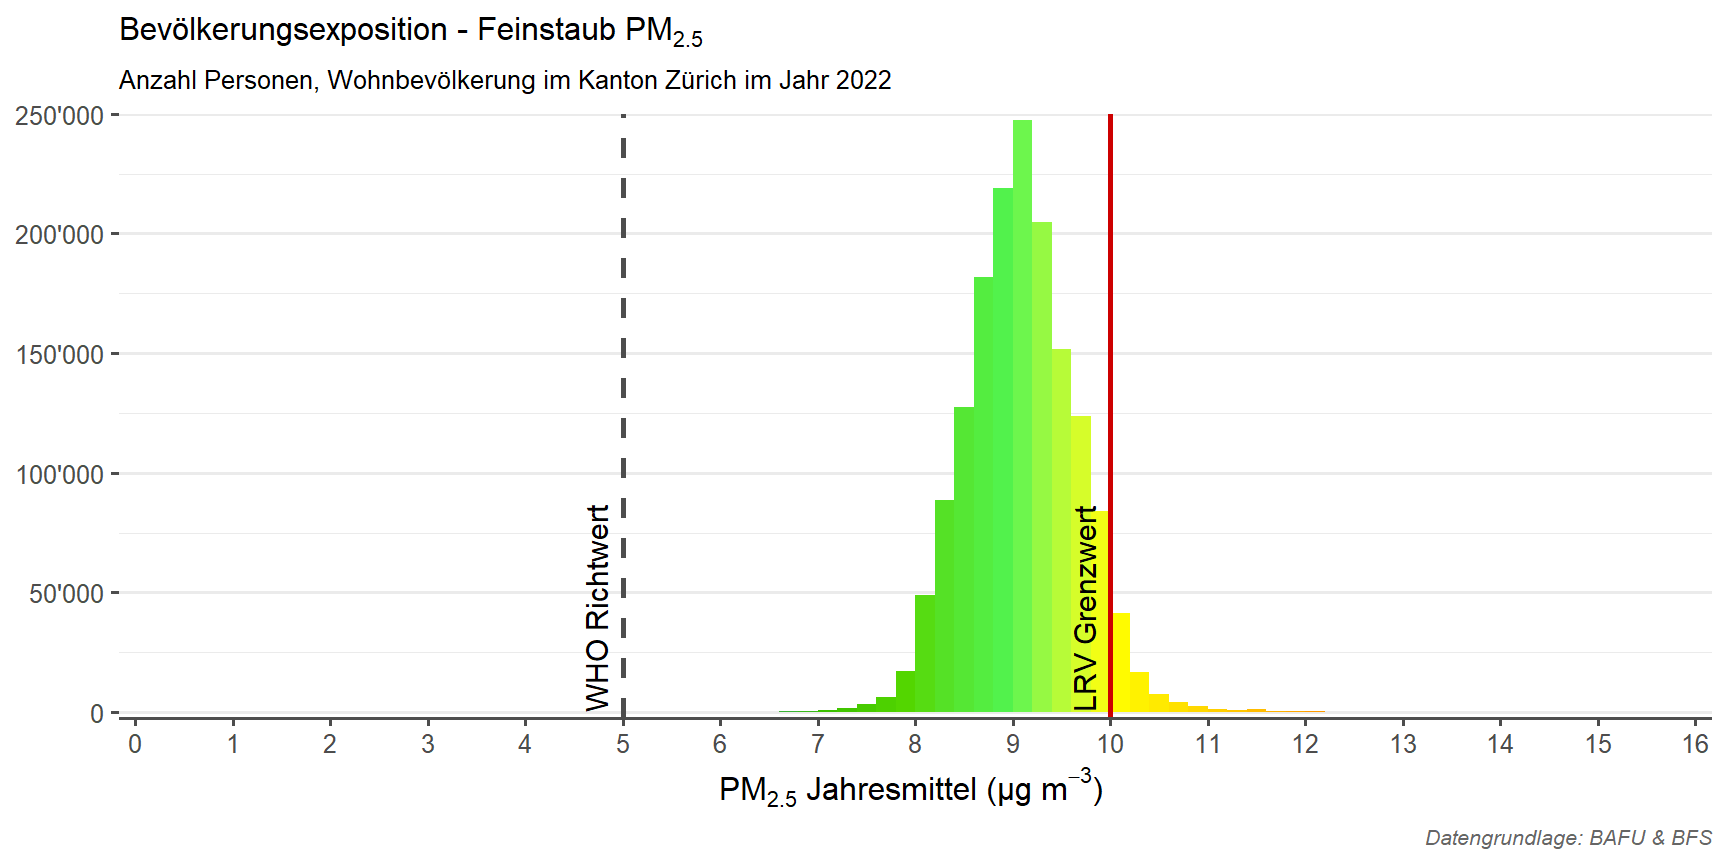 Bevölkerungsexposition - Feinstaub PM₂.₅
Anzahl Personen, Wohnbevölkerung im Kanton Zürich im Jahr 2022
250'000
200'000
150'000
100'000
50'000
0
WHO Richtwert
LRV Grenzwert
0 1 2 3 4 5 6 7 8 9 10 11 12 13 14 15 16
PM₂.₅ Jahresmittel (µg m⁻³)
Datengrundlage: BAFU & BFS